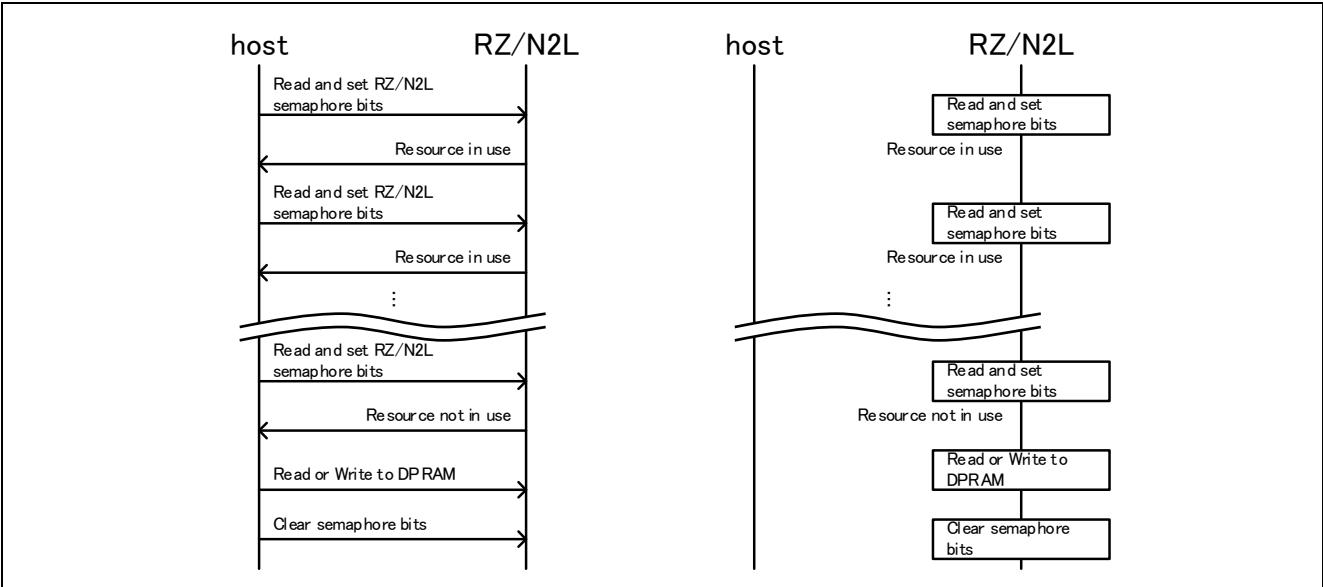 host
RZ/N2L
Read and set RZ/N2L
semaphore bits
Resource in use
Read and set RZ/N2L
semaphore bits
Resource in use
⋮
Read and set RZ/N2L
semaphore bits
Resource not in use
Read or Write to DPRAM
Clear semaphore bits
host
RZ/N2L
Read and set
semaphore bits
Resource in use
Read and set
semaphore bits
Resource in use
⋮
Read and set
semaphore bits
Resource not in use
Read or Write to
DPRAM
Clear semaphore
bits